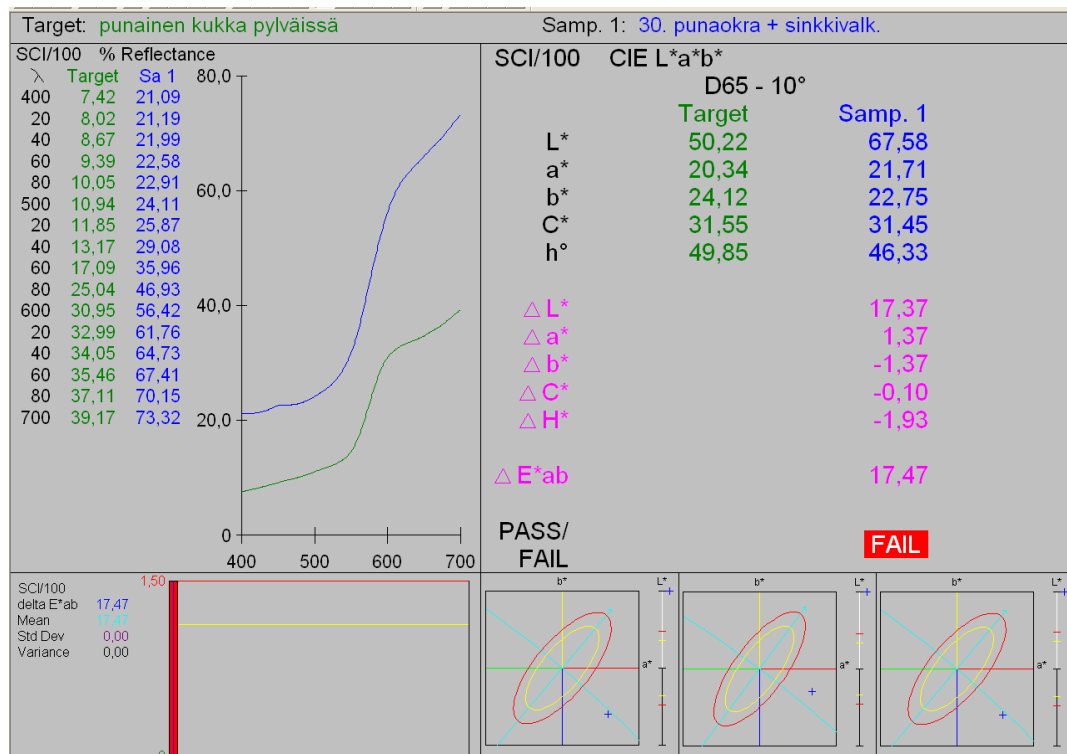 Target: punainen kukka pylväissä Samp. 1: 30. punaokra + sinkkivalk.
SCI/100 % Reflectance
λ Target Sa 1
400 7,42 21,09
20 8,02 21,19
40 8,67 21,99
60 9,39 22,58
80 10,05 22,91
500 10,94 24,11
20 11,85 25,87
40 13,17 29,08
60 17,09 35,96
80 25,04 46,93
600 30,95 56,42
20 32,99 61,76
40 34,05 64,73
60 35,46 67,41
80 37,11 70,15
700 39,17 73,32
80,0
60,0
40,0
20,0
0
400 500 600 700
SCI/100 CIE L*a*b*
D65 - 10°
Target Samp. 1
L* 50,22 67,58
a* 20,34 21,71
b* 24,12 22,75
C* 31,55 31,45
h° 49,85 46,33
△ L* 17,37
△ a* 1,37
△ b* -1,37
△ C* -0,10
△ H* -1,93
△ E*ab 17,47
PASS/
FAIL FAIL
SCI/100
delta E*ab 17,47
Mean 17,47
Std Dev 0,00
Variance 0,00
1,50
b* L* b* L* b* L*
a* a* a*